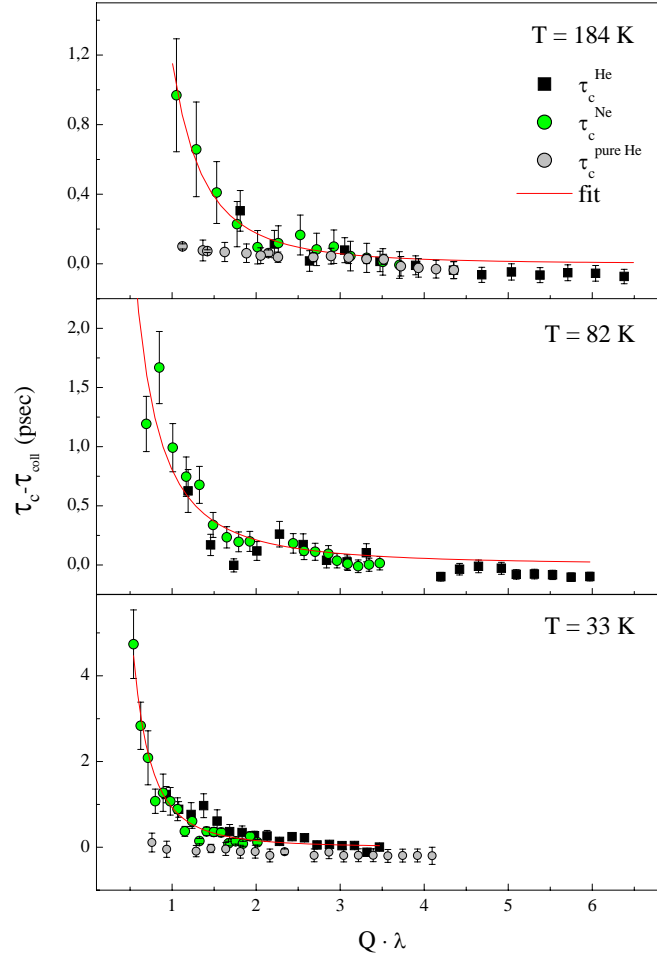 T = 184 K
τc He
τc Ne
τc pure He
fit
1,2
0,8
0,4
0,0
T = 82 K
2,0
1,5
1,0
0,5
0,0
τc-τcoll (psec)
T = 33 K
4
2
0
1 2 3 4 5 6
Q · λ